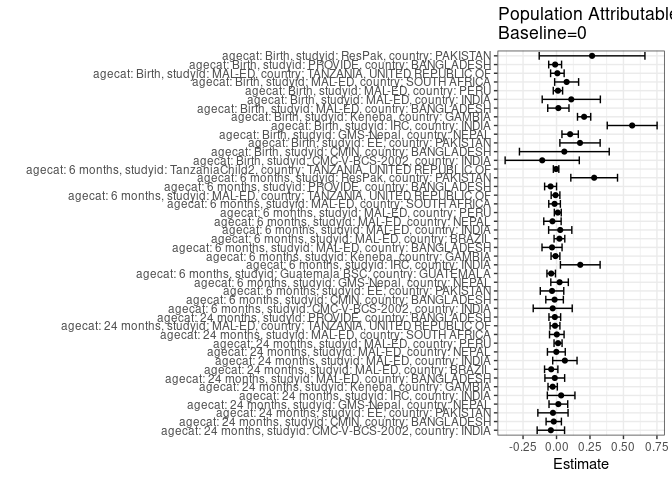 Population Attributable
Baseline=0
agecat: Birth, studyid: ResPak, country: PAKISTAN
agecat: Birth, studyid: PROVIDE, country: BANGLADESH
agecat: Birth, studyid: MAL-ED, country: TANZANIA, UNITED REPUBLIC OF
agecat: Birth, studyid: MAL-ED, country: SOUTH AFRICA
agecat: Birth, studyid: MAL-ED, country: PERU
agecat: Birth, studyid: MAL-ED, country: INDIA
agecat: Birth, studyid: MAL-ED, country: BANGLADESH
agecat: Birth, studyid: Keneba, country: GAMBIA
agecat: Birth, studyid: IRC, country: INDIA
agecat: Birth, studyid: GMS-Nepal, country: NEPAL
agecat: Birth, studyid: EE, country: PAKISTAN
agecat: Birth, studyid: CMIN, country: BANGLADESH
agecat: Birth, studyid: CMC-V-BCS-2002, country: INDIA
agecat: 6 months, studyid: TanzaniaChild2, country: TANZANIA, UNITED REPUBLIC OF
agecat: 6 months, studyid: ResPak, country: PAKISTAN
agecat: 6 months, studyid: PROVIDE, country: BANGLADESH
agecat: 6 months, studyid: MAL-ED, country: TANZANIA, UNITED REPUBLIC OF
agecat: 6 months, studyid: MAL-ED, country: SOUTH AFRICA
agecat: 6 months, studyid: MAL-ED, country: PERU
agecat: 6 months, studyid: MAL-ED, country: NEPAL
agecat: 6 months, studyid: MAL-ED, country: INDIA
agecat: 6 months, studyid: MAL-ED, country: BRAZIL
agecat: 6 months, studyid: MAL-ED, country: BANGLADESH
agecat: 6 months, studyid: Keneba, country: GAMBIA
agecat: 6 months, studyid: IRC, country: INDIA
agecat: 6 months, studyid: Guatemala BSC, country: GUATEMALA
agecat: 6 months, studyid: GMS-Nepal, country: NEPAL
agecat: 6 months, studyid: EE, country: PAKISTAN
agecat: 6 months, studyid: CMIN, country: BANGLADESH
agecat: 6 months, studyid: CMC-V-BCS-2002, country: INDIA
agecat: 24 months, studyid: PROVIDE, country: BANGLADESH
agecat: 24 months, studyid: MAL-ED, country: TANZANIA, UNITED REPUBLIC OF
agecat: 24 months, studyid: MAL-ED, country: SOUTH AFRICA
agecat: 24 months, studyid: MAL-ED, country: PERU
agecat: 24 months, studyid: MAL-ED, country: NEPAL
agecat: 24 months, studyid: MAL-ED, country: INDIA
agecat: 24 months, studyid: MAL-ED, country: BRAZIL
agecat: 24 months, studyid: MAL-ED, country: BANGLADESH
agecat: 24 months, studyid: Keneba, country: GAMBIA
agecat: 24 months, studyid: IRC, country: INDIA
agecat: 24 months, studyid: GMS-Nepal, country: NEPAL
agecat: 24 months, studyid: EE, country: PAKISTAN
agecat: 24 months, studyid: CMIN, country: BANGLADESH
agecat: 24 months, studyid: CMC-V-BCS-2002, country: INDIA
-0.25 0.00 0.25 0.50 0.75
Estimate